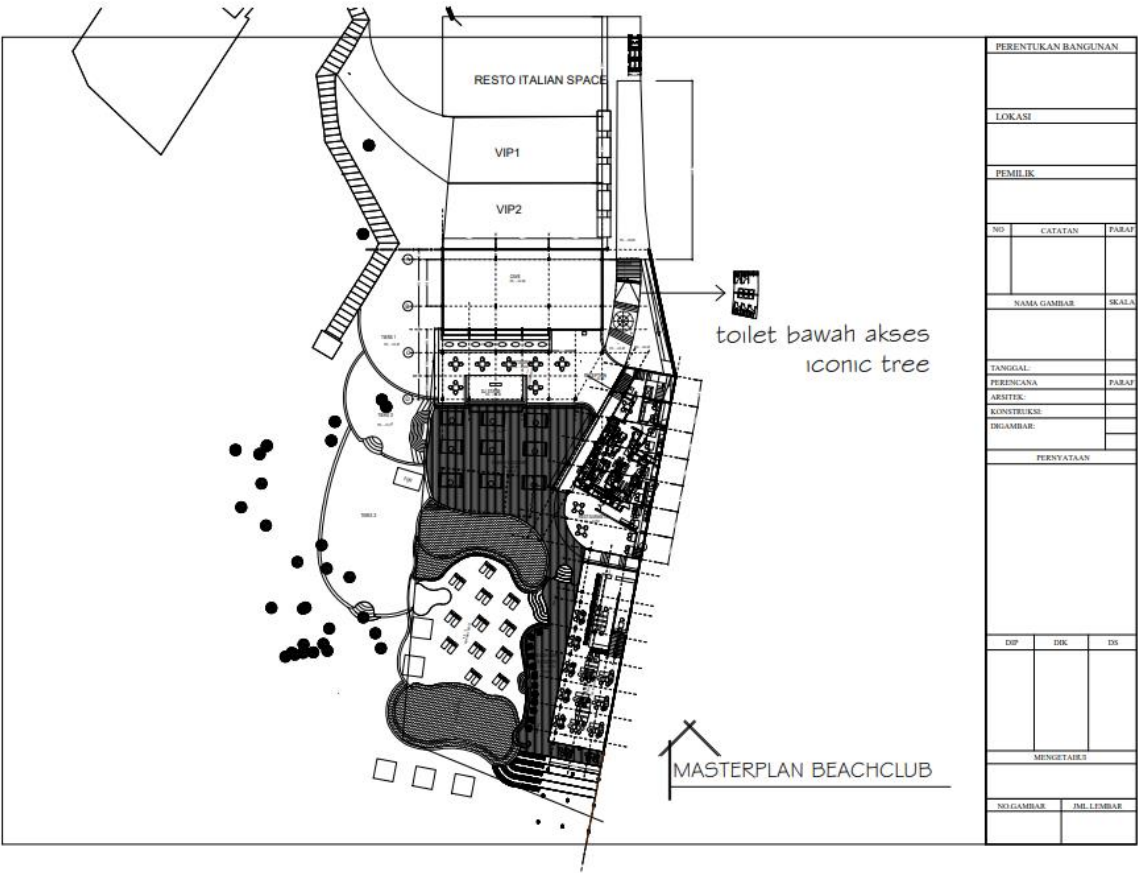 RESTO ITALIAN SPACE
VIP1
VIP2
toilet bawah akses
iconic tree
MASTERPLAN BEACHCLUB
PERENTUKAN BANGUNAN
LOKASI
PEMILIK
NO CATATAN PARAF
NAMA GAMBAR SKALA
TANGGAL:
PERENCANA PARAF
ARSITEK:
KONSTRUKSI:
DIGAMBAR:
PERNYATAAN
DIP DIK DS
MENGETAHUI
NO.GAMBAR JML.LEMBAR